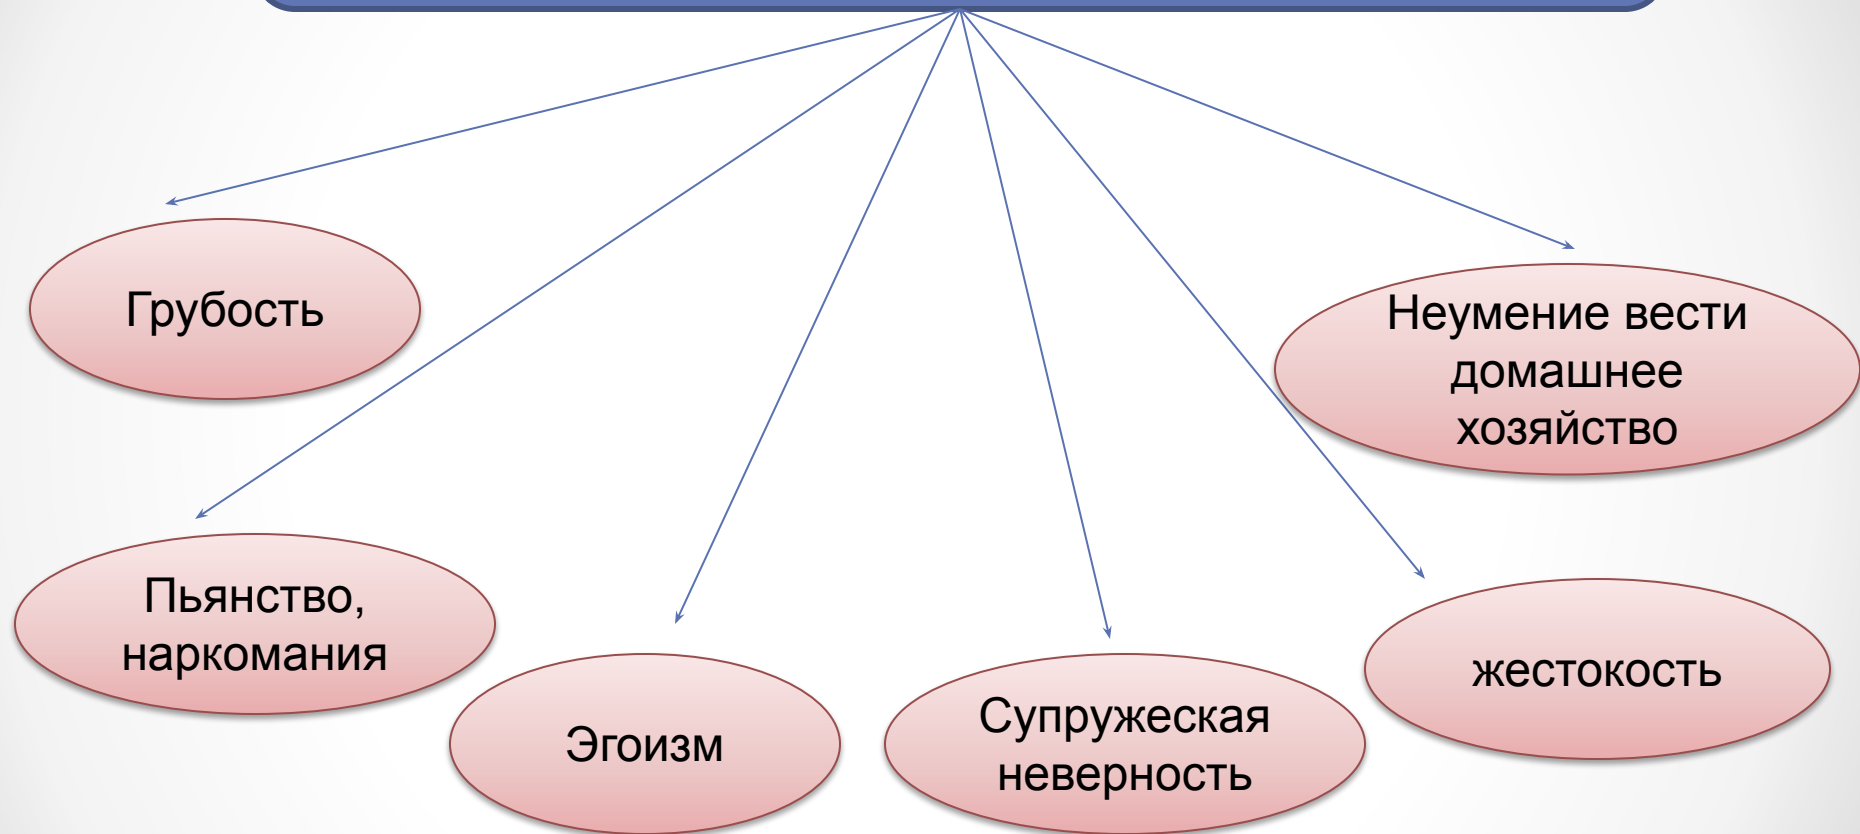 Грубость
Неумение вести
домашнее
хозяйство
Пьянство,
наркомания
Эгоизм
Супружеская
неверность
жестокость